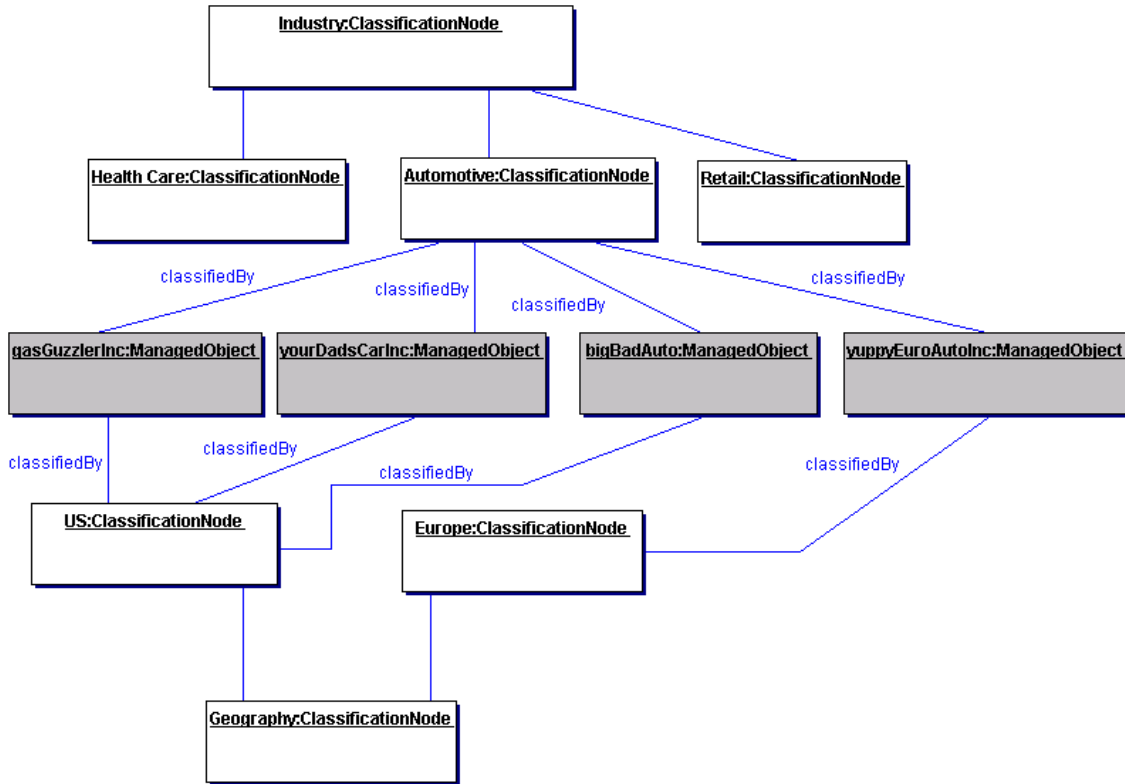 Industry:ClassificationNode
Health Care:ClassificationNode
Automotive:ClassificationNode
Retail:ClassificationNode
classifiedBy
classifiedBy
classifiedBy
classifiedBy
gasGuzzlerInc:ManagedObject
yourDadsCarInc:ManagedObject
bigBadAuto:ManagedObject
yuppyEuroAutoInc:ManagedObject
classifiedBy
classifiedBy
classifiedBy
classifiedBy
US:ClassificationNode
Europe:ClassificationNode
Geography:ClassificationNode